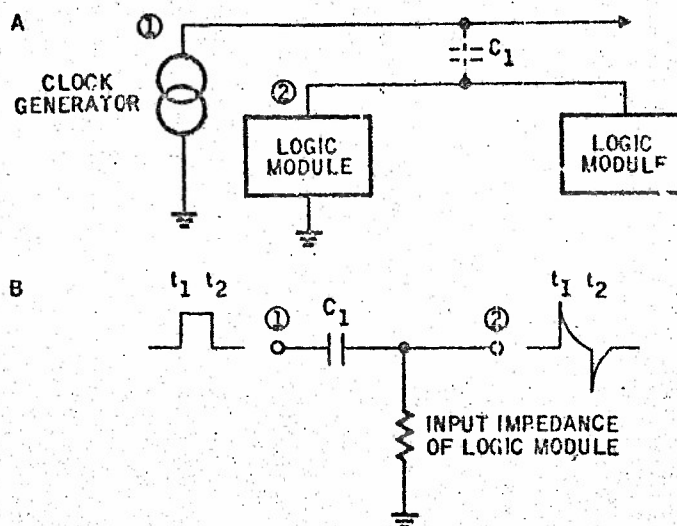 A
①
C1
CLOCK
GENERATOR
②
LOGIC
MODULE
LOGIC
MODULE
B
t1 t2
①
C1
②
t1 t2
INPUT IMPEDANCE
OF LOGIC MODULE